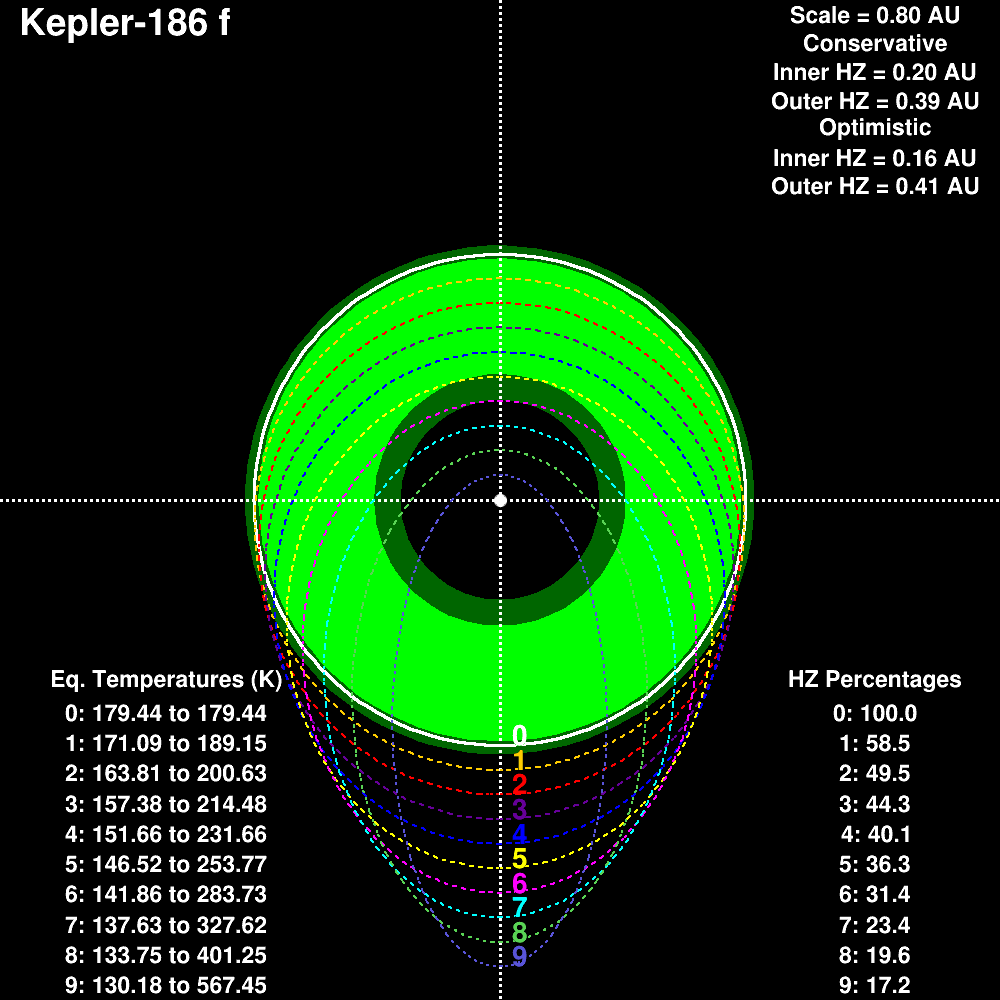 Kepler-186 f
Scale = 0.80 AU
Conservative
Inner HZ = 0.20 AU
Outer HZ = 0.39 AU
Optimistic
Inner HZ = 0.16 AU
Outer HZ = 0.41 AU
0
1
2
3
4
5
6
7
8
9
Eq. Temperatures (K)
0: 179.44 to 179.44
1: 171.09 to 189.15
2: 163.81 to 200.63
3: 157.38 to 214.48
4: 151.66 to 231.66
5: 146.52 to 253.77
6: 141.86 to 283.73
7: 137.63 to 327.62
8: 133.75 to 401.25
9: 130.18 to 567.45
HZ Percentages
0: 100.0
1: 58.5
2: 49.5
3: 44.3
4: 40.1
5: 36.3
6: 31.4
7: 23.4
8: 19.6
9: 17.2